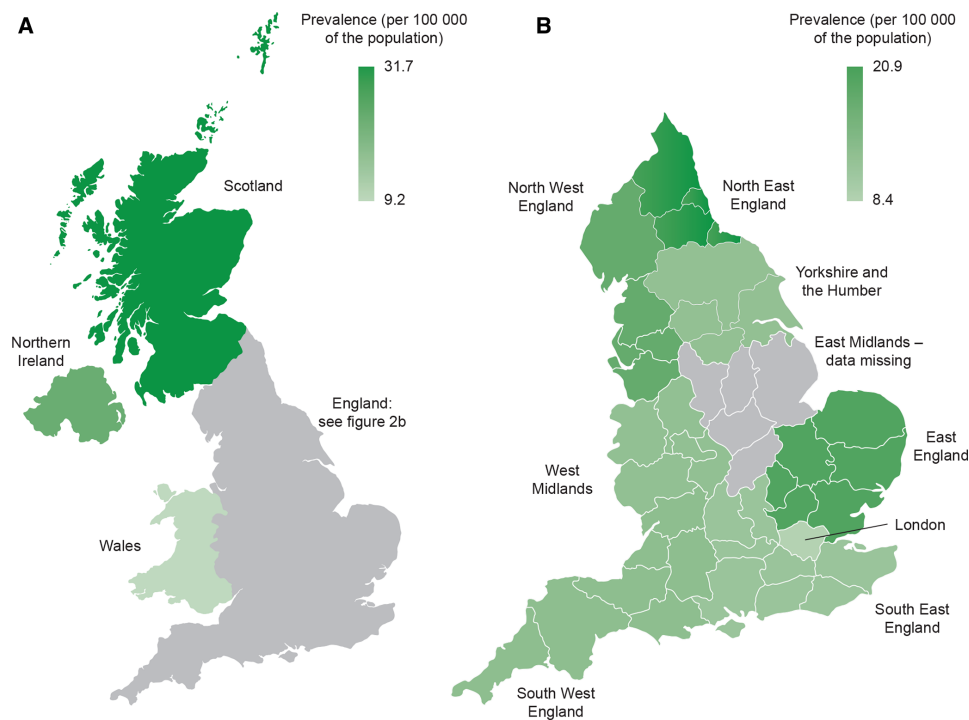 A
Prevalence (per 100 000
of the population)
31.7
9.2
Scotland
Northern
Ireland
England:
see figure 2b
Wales
B
Prevalence (per 100 000
of the population)
20.9
8.4
North West
England
North East
England
Yorkshire and
the Humber
East Midlands –
data missing
East
England
West
Midlands
London
South East
England
South West
England